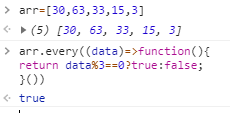 > arr=[30,63,33,15,3]
< ▶ (5) [30, 63, 33, 15, 3]
> arr.every((data)=>function(){
return data%3==0?true:false;
}())
< true